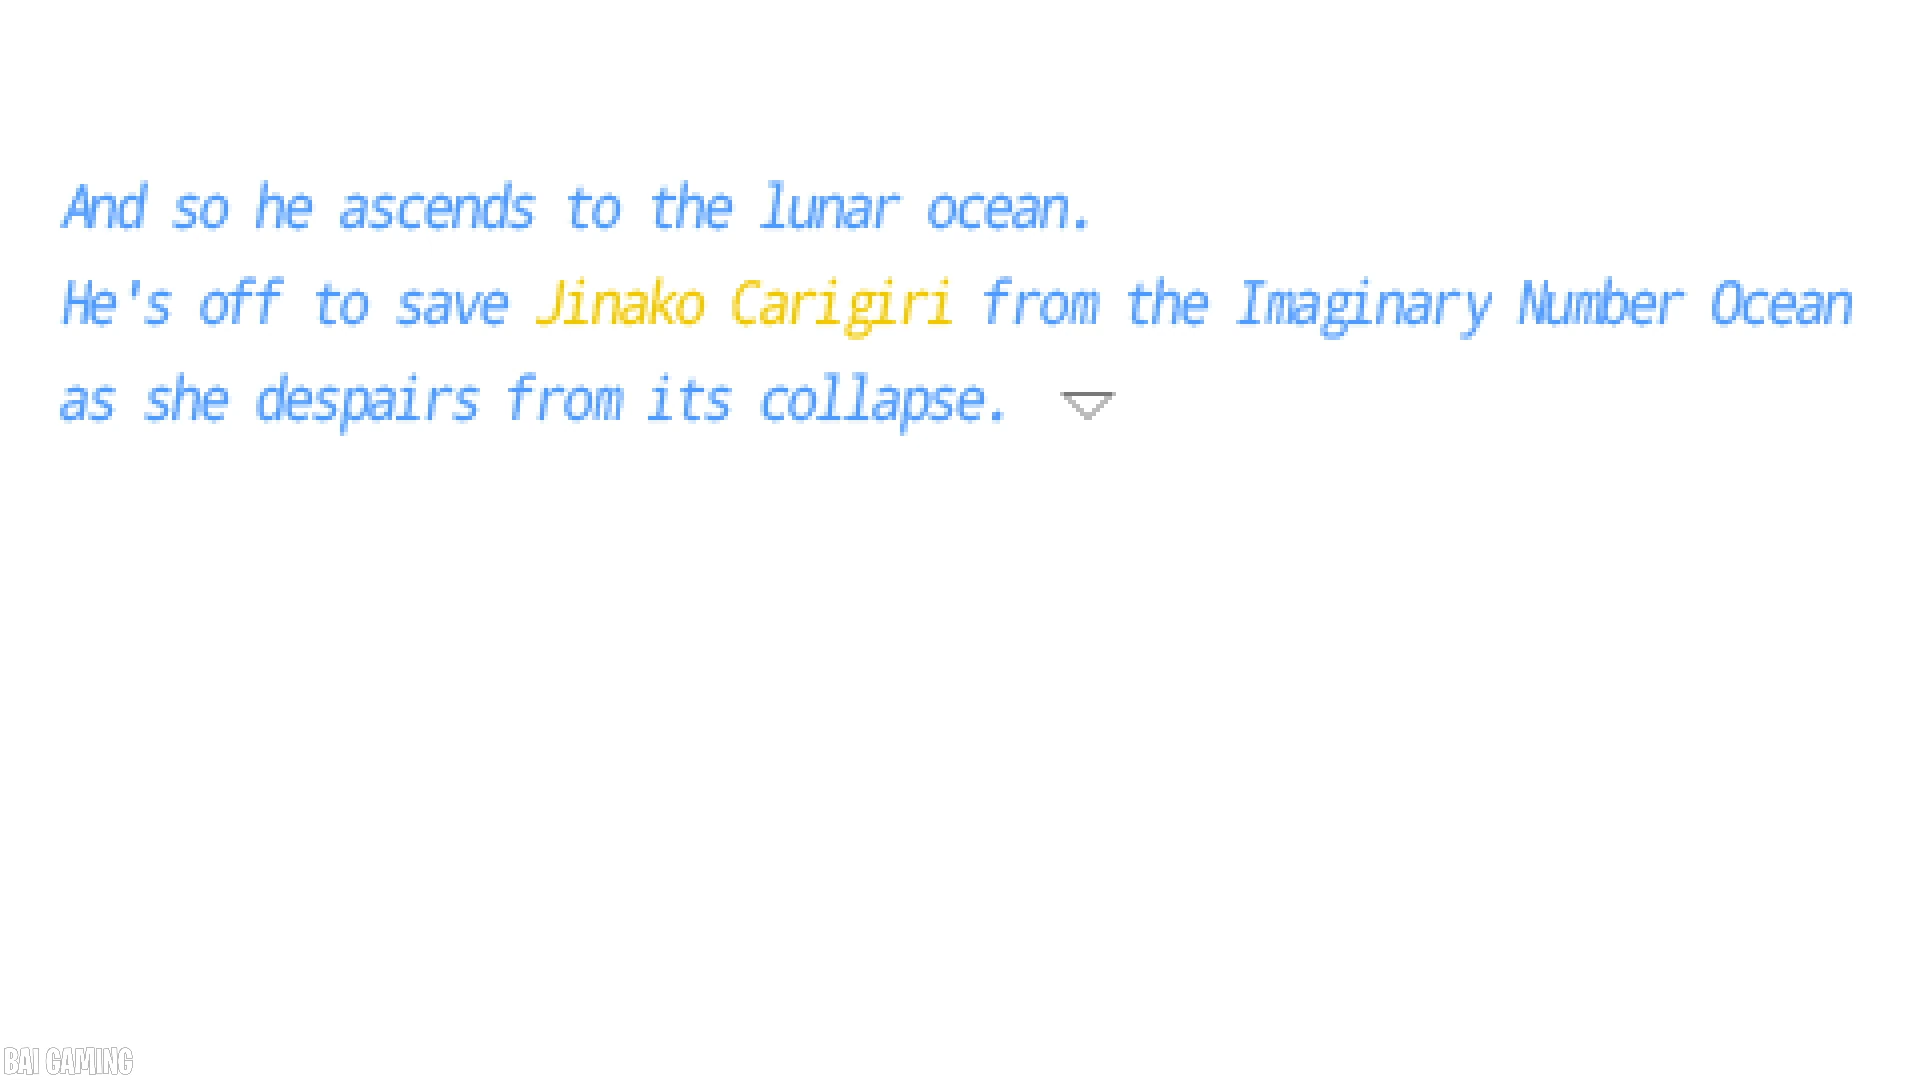 And so he ascends to the lunar ocean.
He's off to save Jinako Carigiri from the Imaginary Number Ocean
as she despairs from its collapse.
BAI GAMING